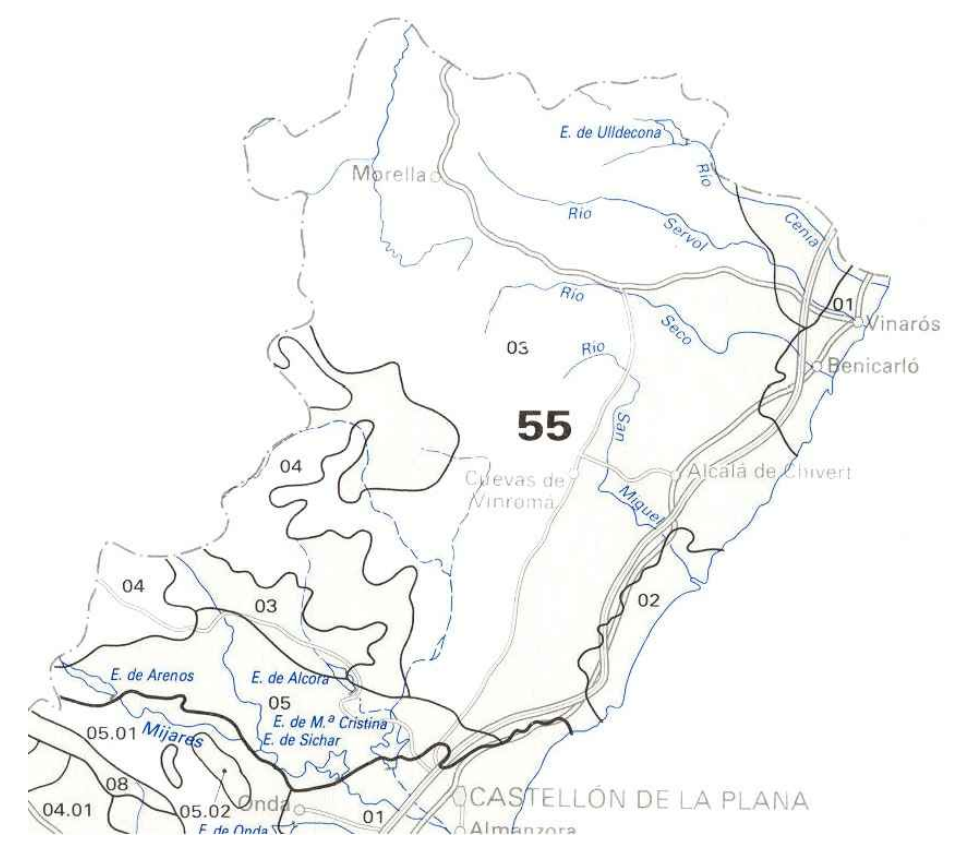 E. de Ulldecona
Morella
Río
Río
Servol
Cenia
Río
01
Vinarós
Seco
03
Río
Benicarló
55
San
04
Cuevas de
Vinromá
Alcalá de Chivert
Miguel
04
03
02
E. de Arenos
E. de Alcora
05
E. de M.ª Cristina
05.01
Mijares
E. de Sichar
08
04.01
05.02
Onda
01
CASTELLÓN DE LA PLANA
E. de Onda
Almanzora